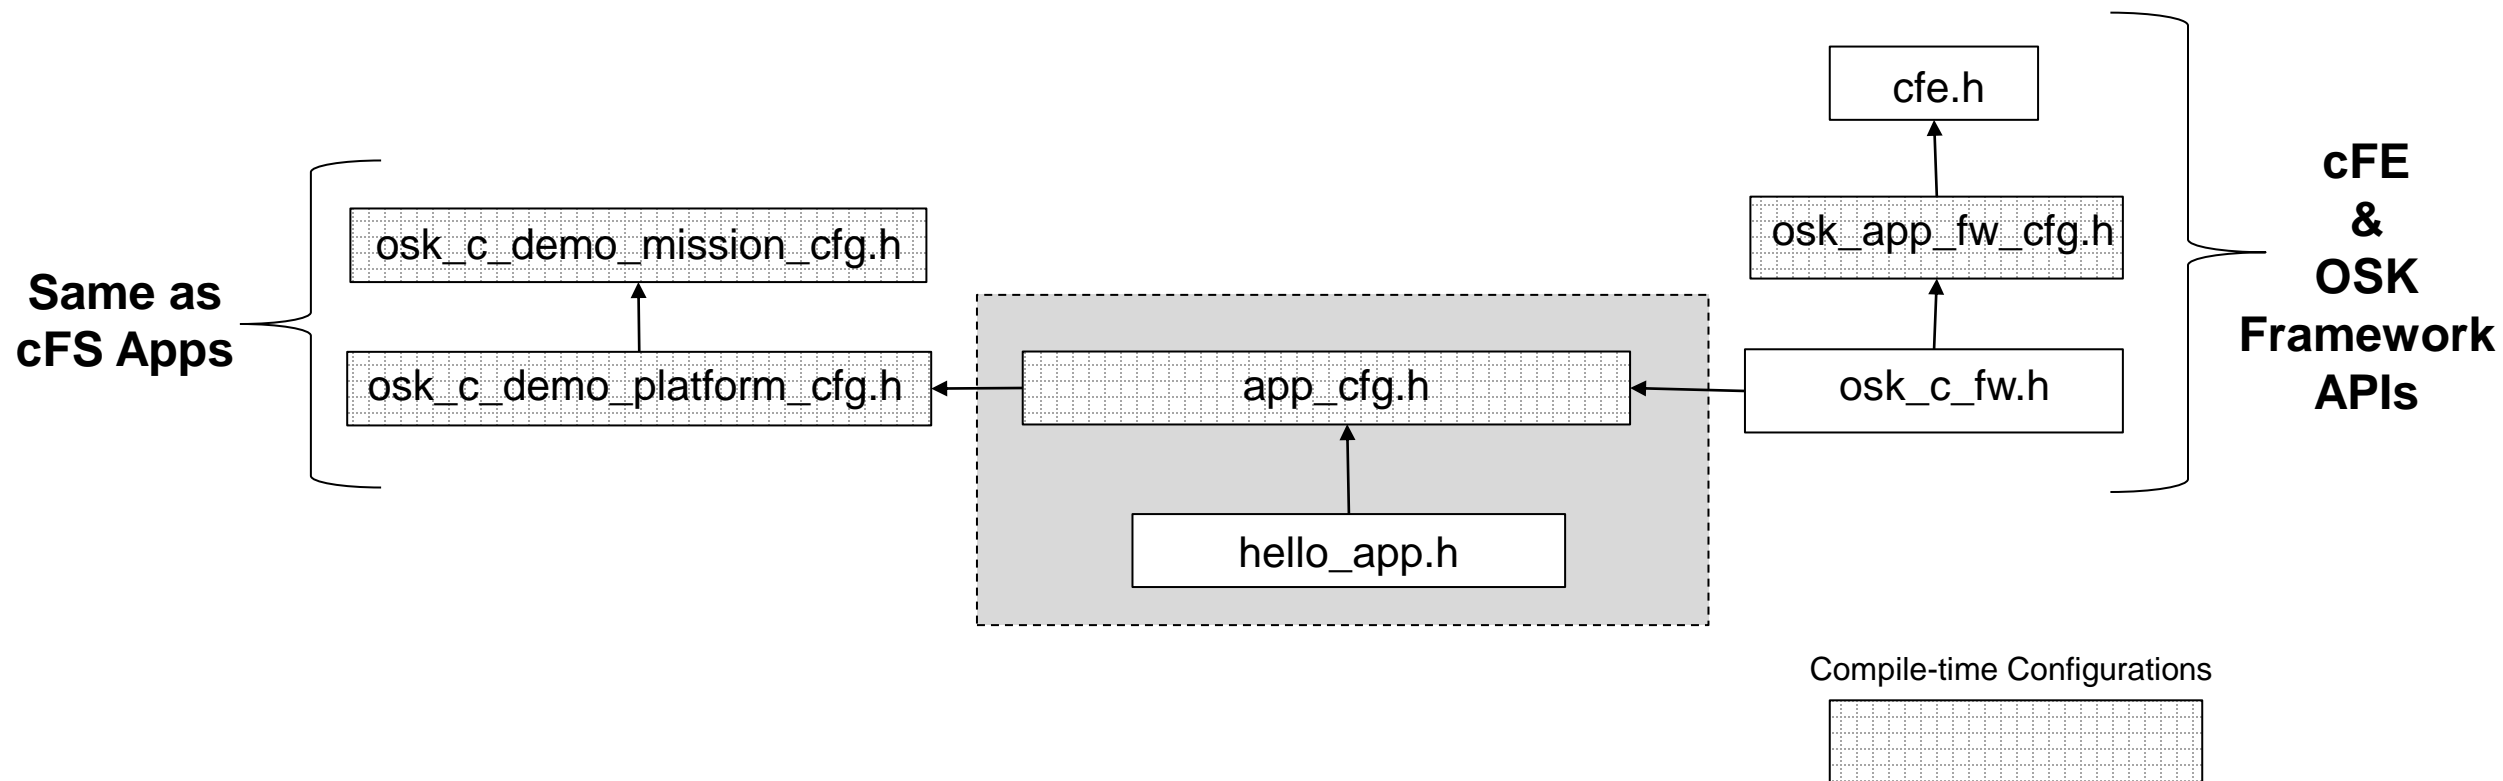 cfe.h
cFE
&
OSK
Framework
APIs
osk_app_fw_cfg.h
osk_c_demo_mission_cfg.h
Same as
cFS Apps
osk_c_demo_platform_cfg.h
app_cfg.h
osk_c_fw.h
hello_app.h
Compile-time Configurations